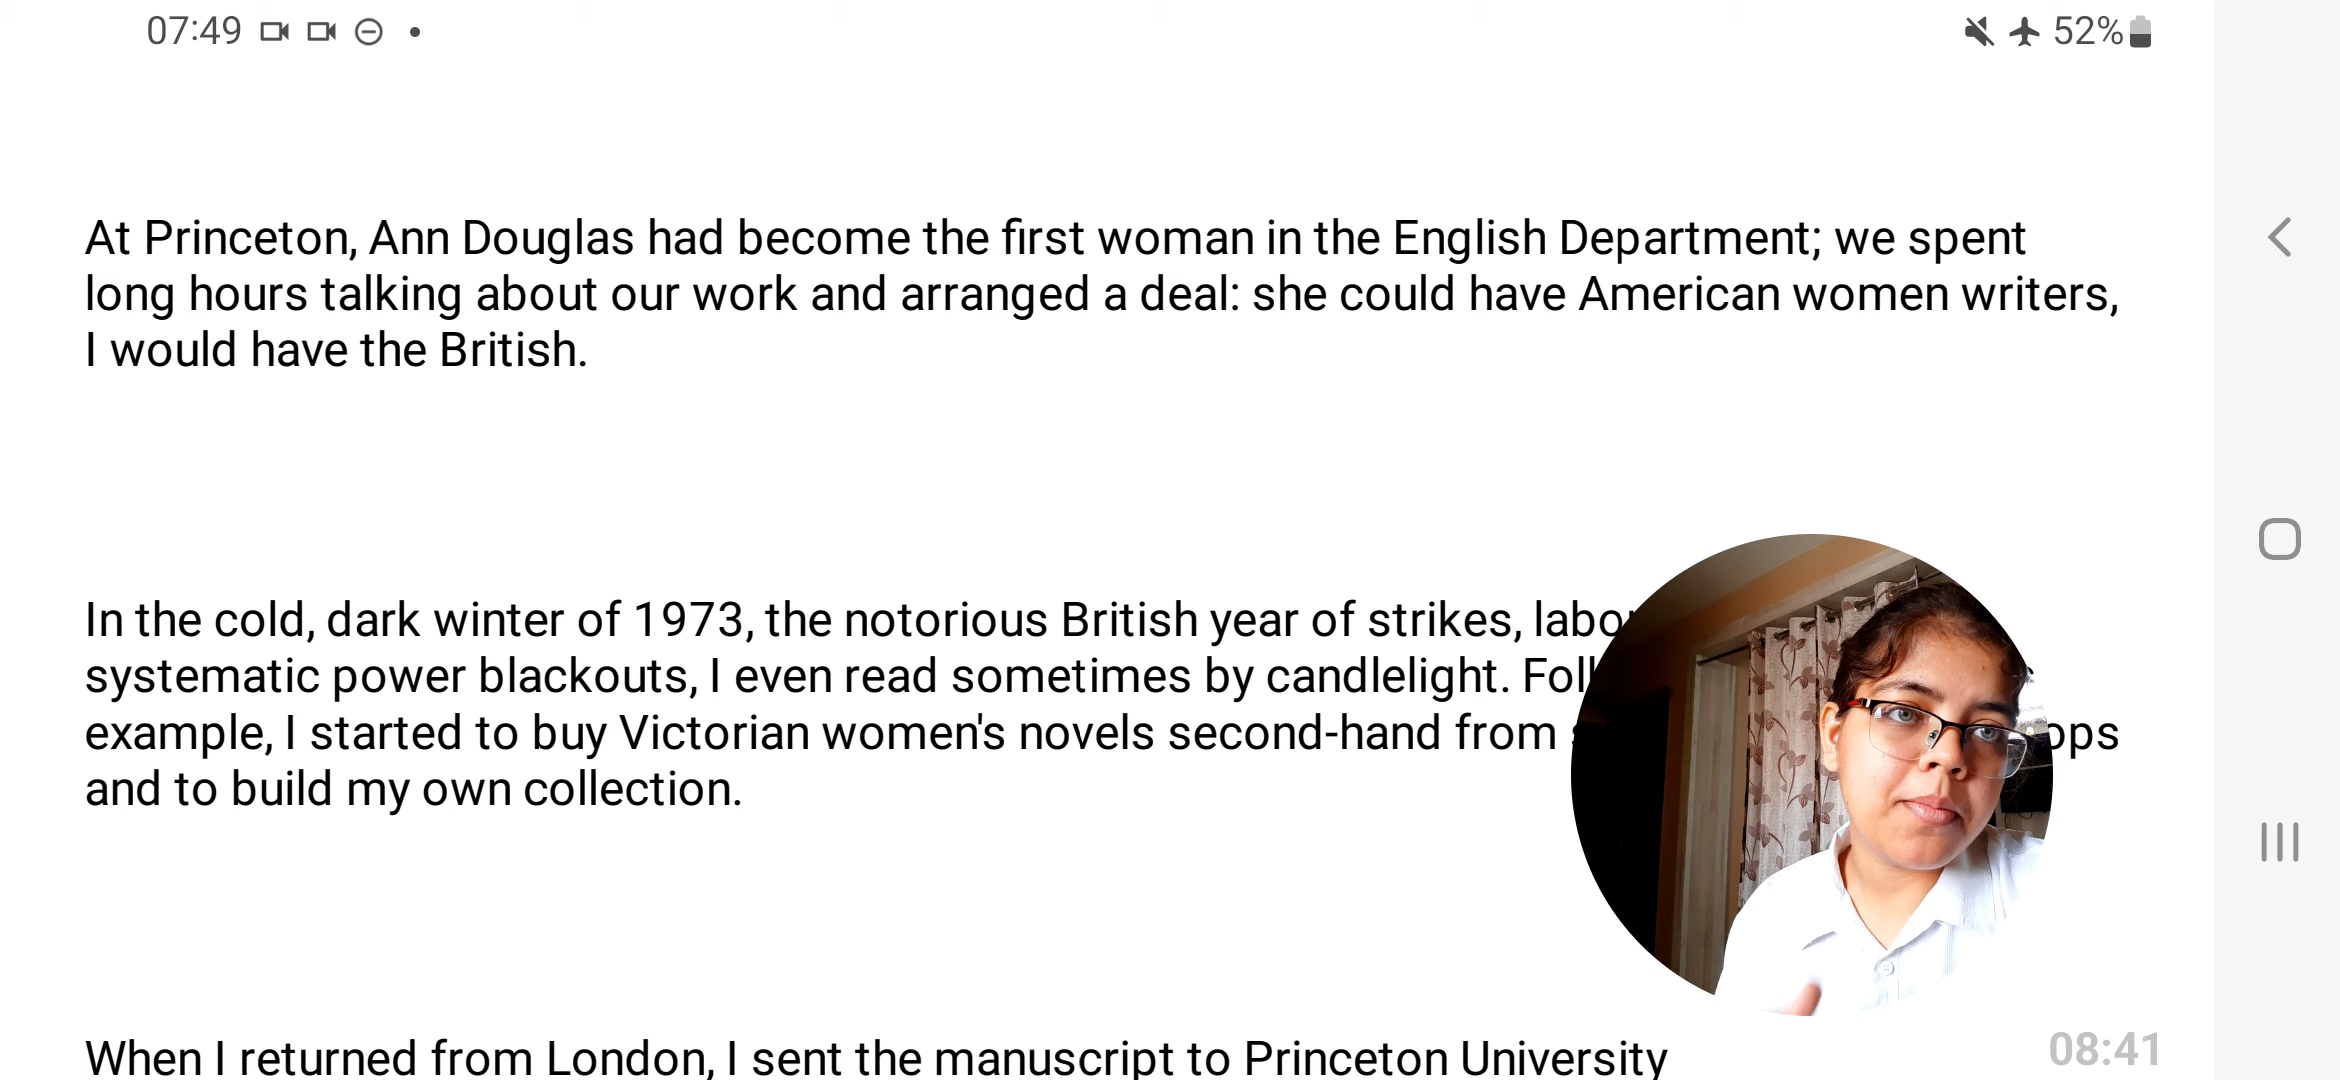 07:49
52%
At Princeton, Ann Douglas had become the first woman in the English Department; we spent
long hours talking about our work and arranged a deal: she could have American women writers,
I would have the British.
In the cold, dark winter of 1973, the notorious British year of strikes,
systematic power blackouts, I even read sometimes by candlelight.
example, I started to buy Victorian women's novels second-hand from
and to build my own collection.
When I returned from London, I sent the manuscript to Princeton University
08:41